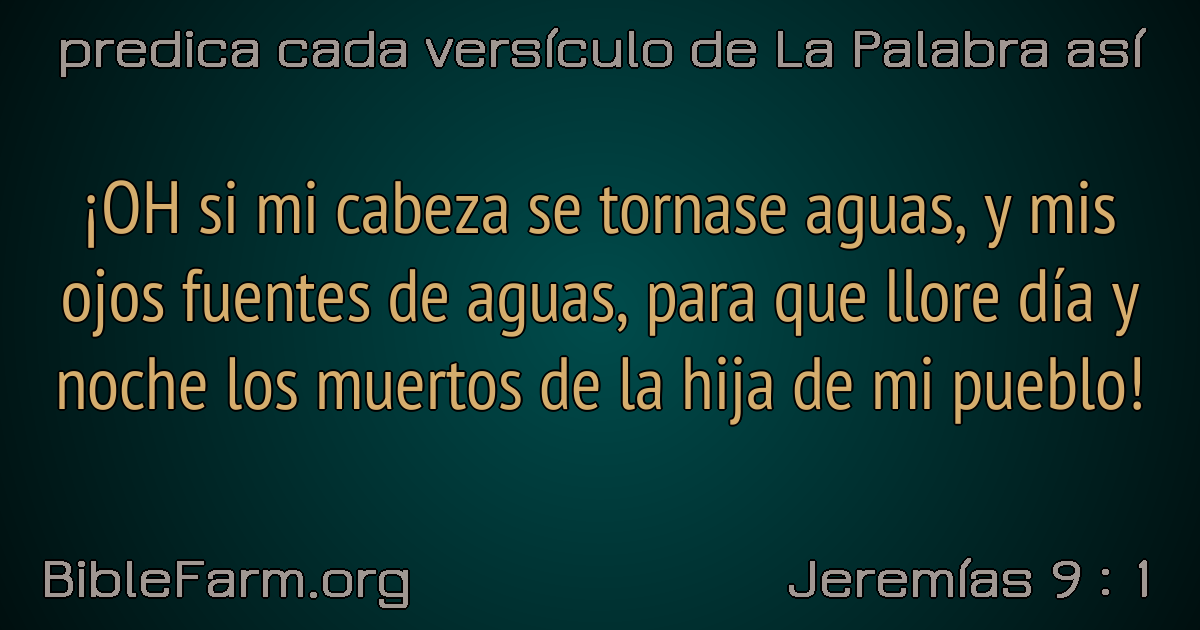 predica cada versículo de La Palabra así
¡OH si mi cabeza se tornase aguas, y mis
ojos fuentes de aguas, para que llore día y
noche los muertos de la hija de mi pueblo!
BibleFarm.org
Jeremías 9 : 1